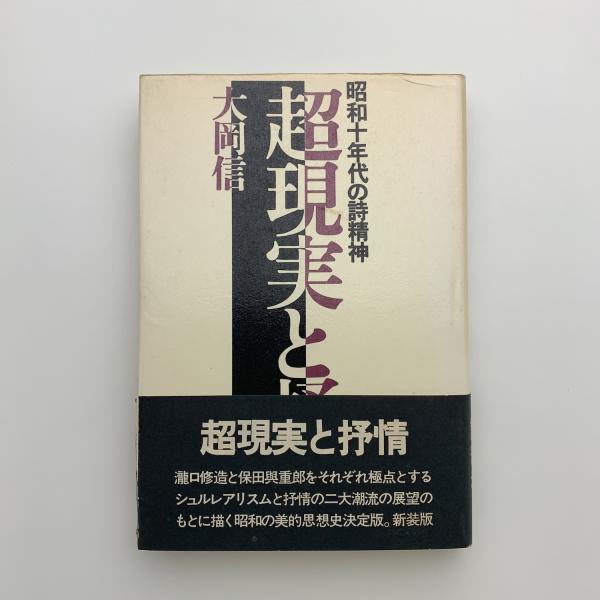 昭和十年代の詩精神
超現実と抒
大岡信
超現実と抒情
瀧口修造と保田與重郎をそれぞれ極点とする
シュルレアリスムと抒情の二大潮流の展望の
もとに描く昭和の美的思想史決定版。新装版